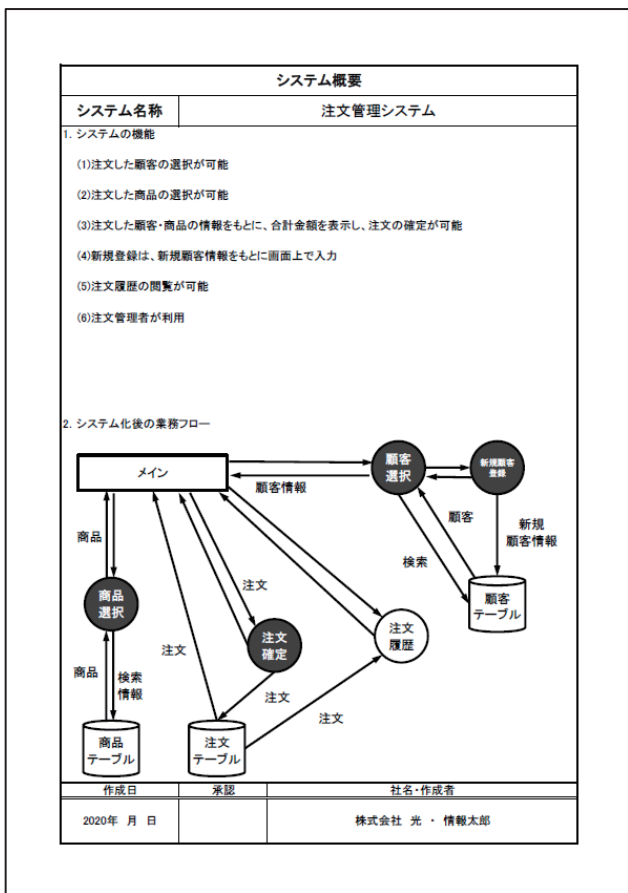 システム概要
システム名称 注文管理システム
1. システムの機能
(1)注文した顧客の選択が可能
(2)注文した商品の選択が可能
(3)注文した顧客・商品の情報をもとに、合計金額を表示し、注文の確定が可能
(4)新規登録は、新規顧客情報をもとに画面上で入力
(5)注文履歴の閲覧が可能
(6)注文管理者が利用
2. システム化後の業務フロー
メイン
顧客
選択
新規顧客
登録
顧客情報
顧客
新規
顧客情報
検索
商品
注文
商品
選択
顧客
テーブル
注文
確定
注文
履歴
注文
商品
検索
情報
注文
注文
商品
テーブル
注文
テーブル
作成日 承認 社名・作成者
2020年 月 日 株式会社 光 ・ 情報太郎